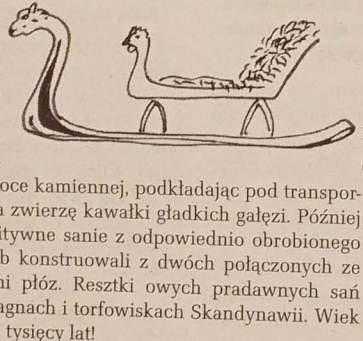 oce kamiennej, podkładając pod transpor-
a zwierzę kawałki gładkich gałęzi. Później
itywne sanie z odpowiednio obrobionego
b konstruowali z dwóch połączonych ze
ni płóz. Resztki owych pradawnych sań
agnach i torfowiskach Skandynawii. Wiek
tysięcy lat!